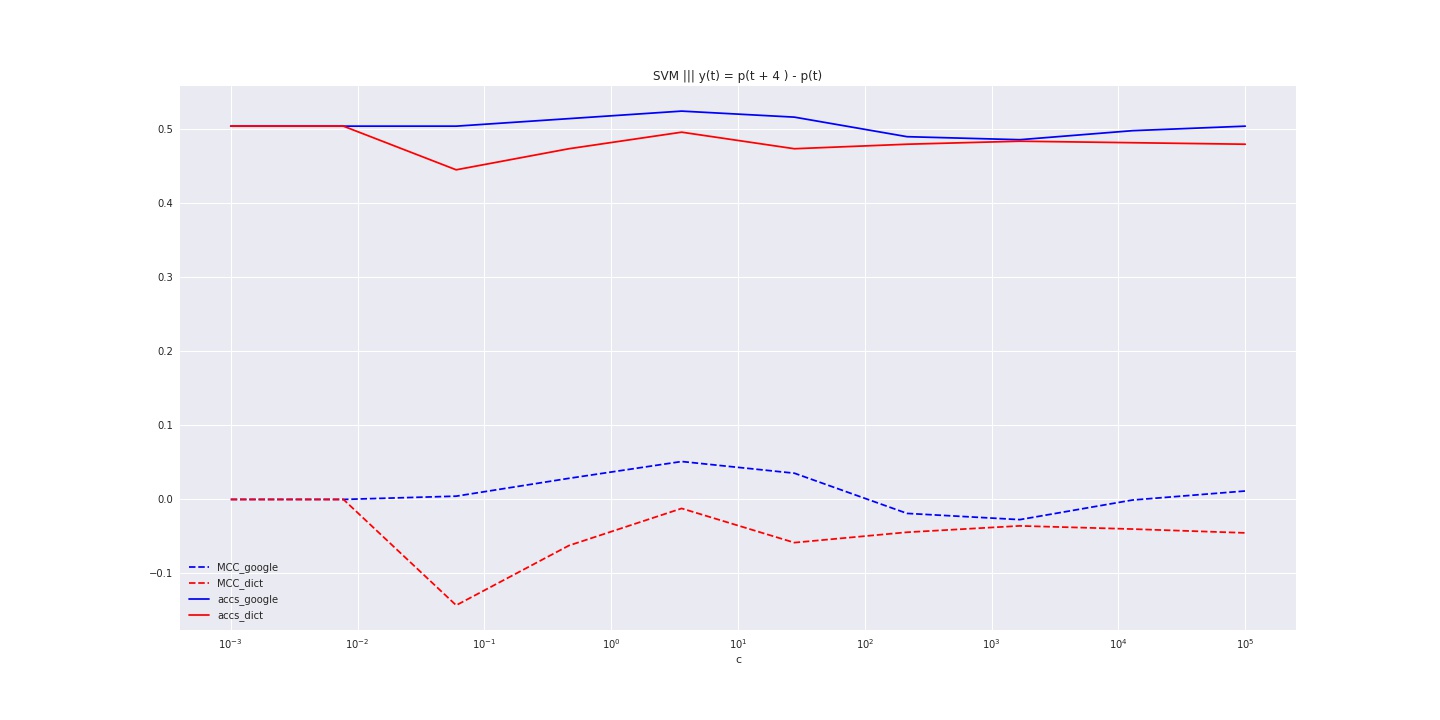 SVM ||| y(t) = p(t + 4 ) - p(t)
0.5
0.4
0.3
0.2
0.1
0.0
−0.1
MCC_google
MCC_dict
accs_google
accs_dict
10⁻³ 10⁻² 10⁻¹ 10⁰ 10¹ 10² 10³ 10⁴ 10⁵
c